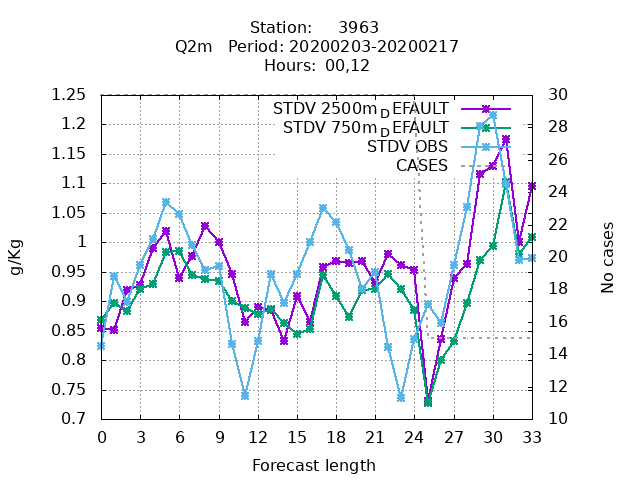 Station: 3963
Q2m Period: 20200203-20200217
Hours: 00,12
STDV 2500m_DEFAULT
STDV 750m_DEFAULT
STDV OBS
CASES
1.25
1.2
1.15
1.1
1.05
1
0.95
0.9
0.85
0.8
0.75
0.7
g/Kg
30
28
26
24
22
20
18
16
14
12
10
No cases
0 3 6 9 12 15 18 21 24 27 30 33
Forecast length